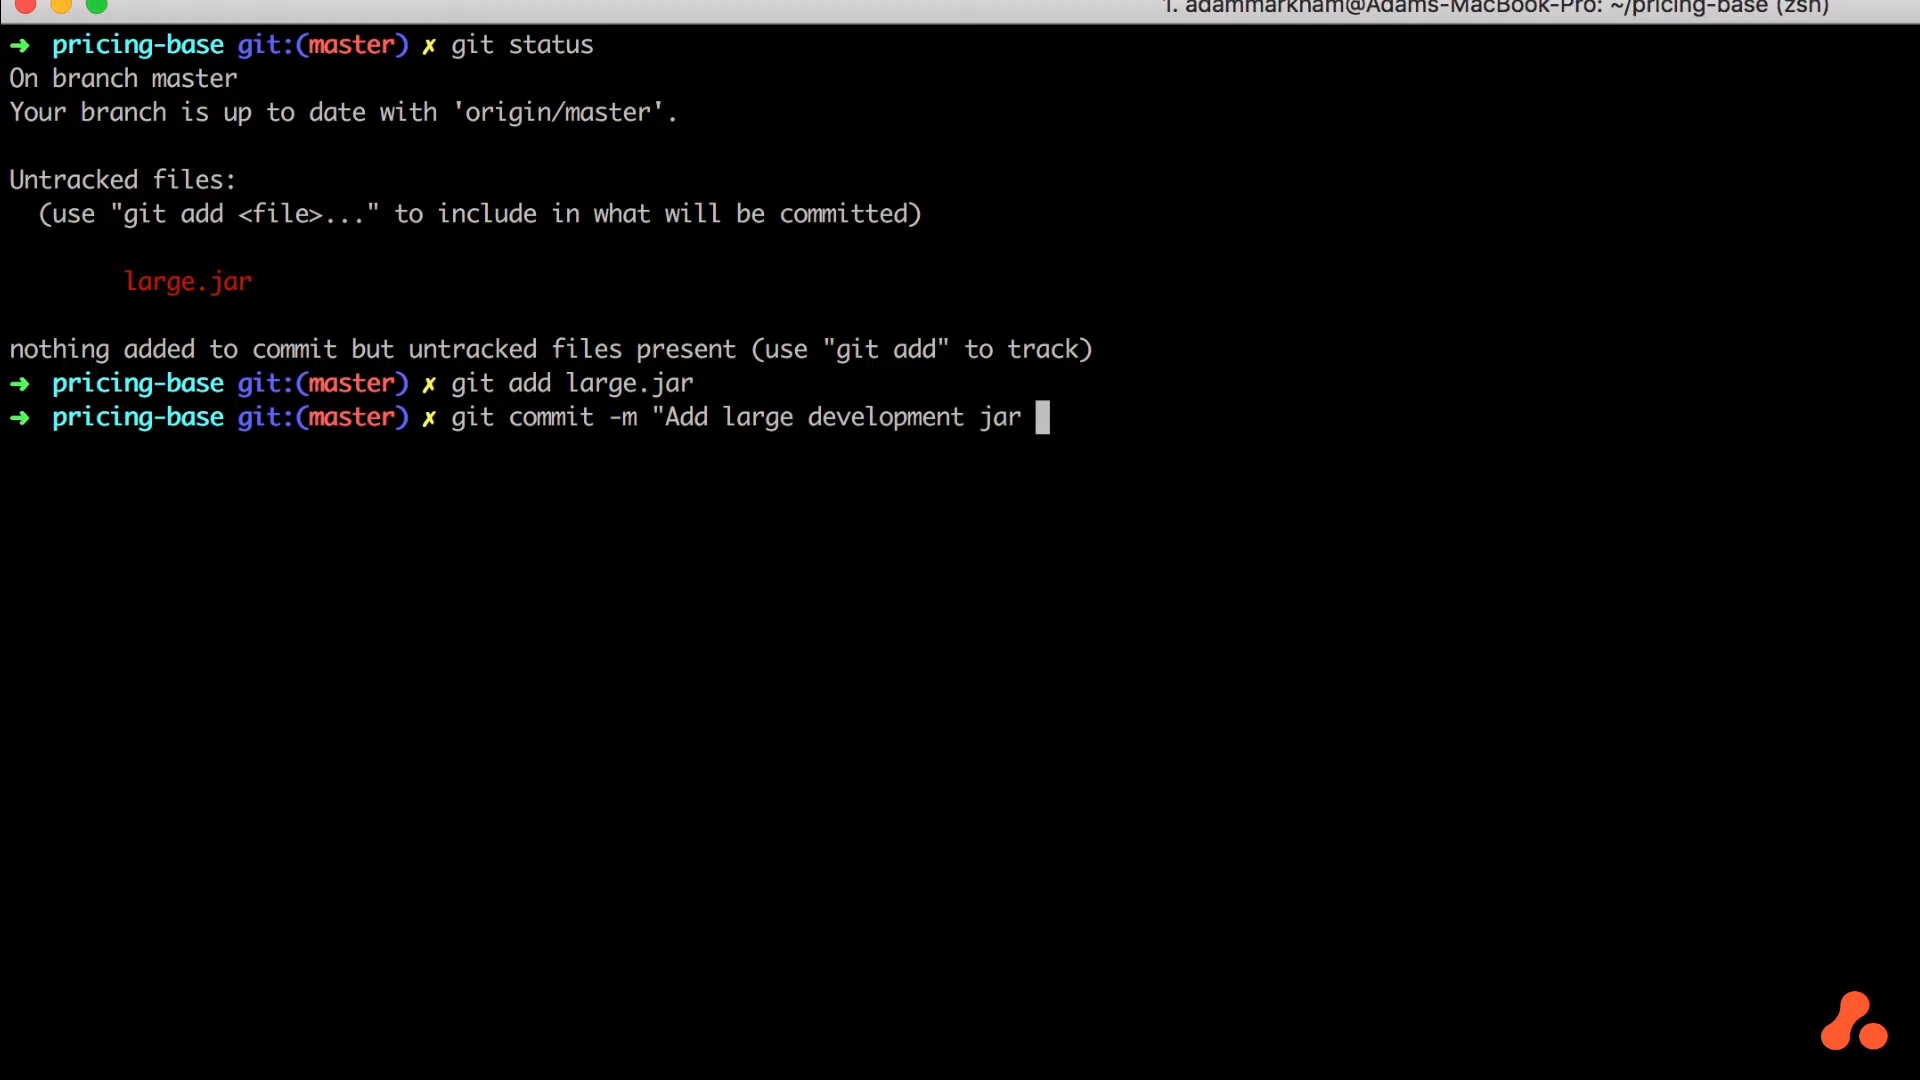 1. adammarkham@Adams-MacBook-Pro: ~/pricing-base (zsh)
➜ pricing-base git:(master) ✗ git status
On branch master
Your branch is up to date with 'origin/master'.
Untracked files:
(use "git add <file>..." to include in what will be committed)
large.jar
nothing added to commit but untracked files present (use "git add" to track)
➜ pricing-base git:(master) ✗ git add large.jar
➜ pricing-base git:(master) ✗ git commit -m "Add large development jar